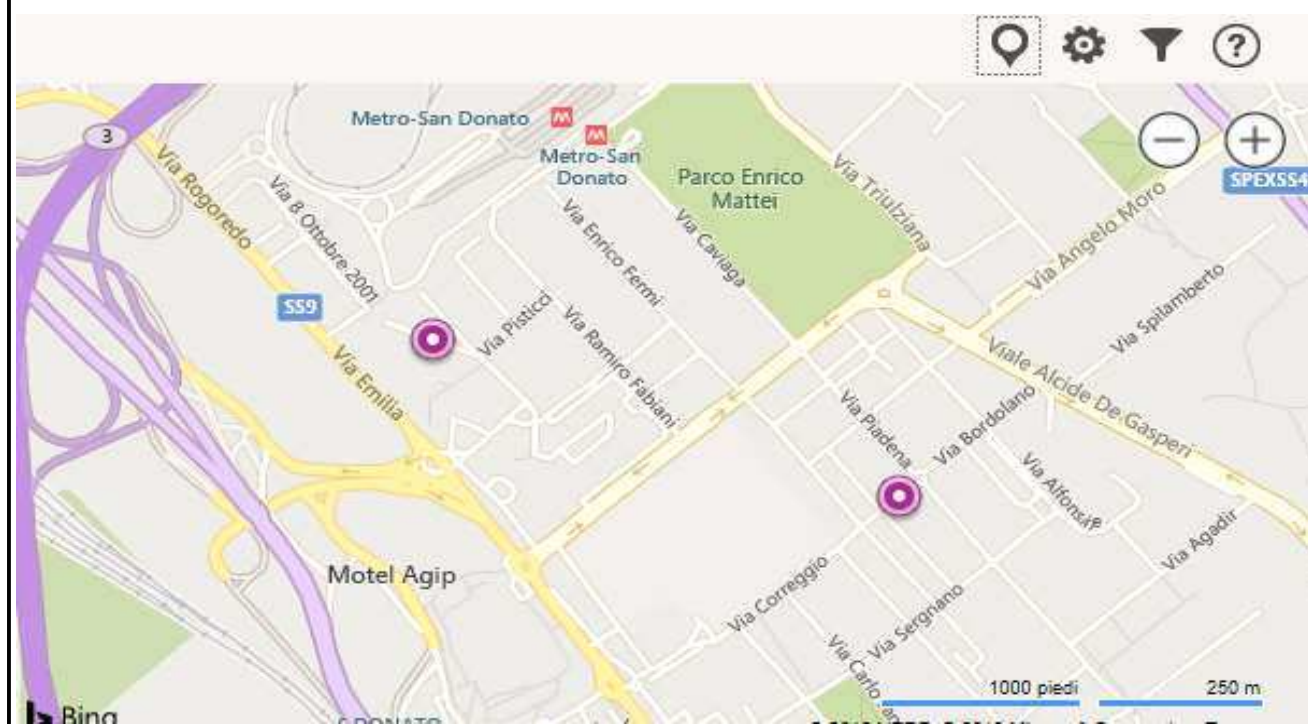 Metro-San Donato
3
Metro-San
Donato
Parco Enrico
Mattei
Via Triulziana
SPEXSS4
Via Rogoredo
Via 8 Ottobre 2001
Via Enrico Fermi
Via Caviaga
Via Angelo Moro
SS9
Via Pisticci
Via Ramiro Fabiani
Via Spilamberto
Via Emilia
Viale Alcide De Gasperi
Via Piadena
Via Bordolano
Via Alfonsine
Via Agadir
Motel Agip
Via Correggio
Via Sergnano
Via Carlo
1000 piedi
250 m
Bing
S DONATO